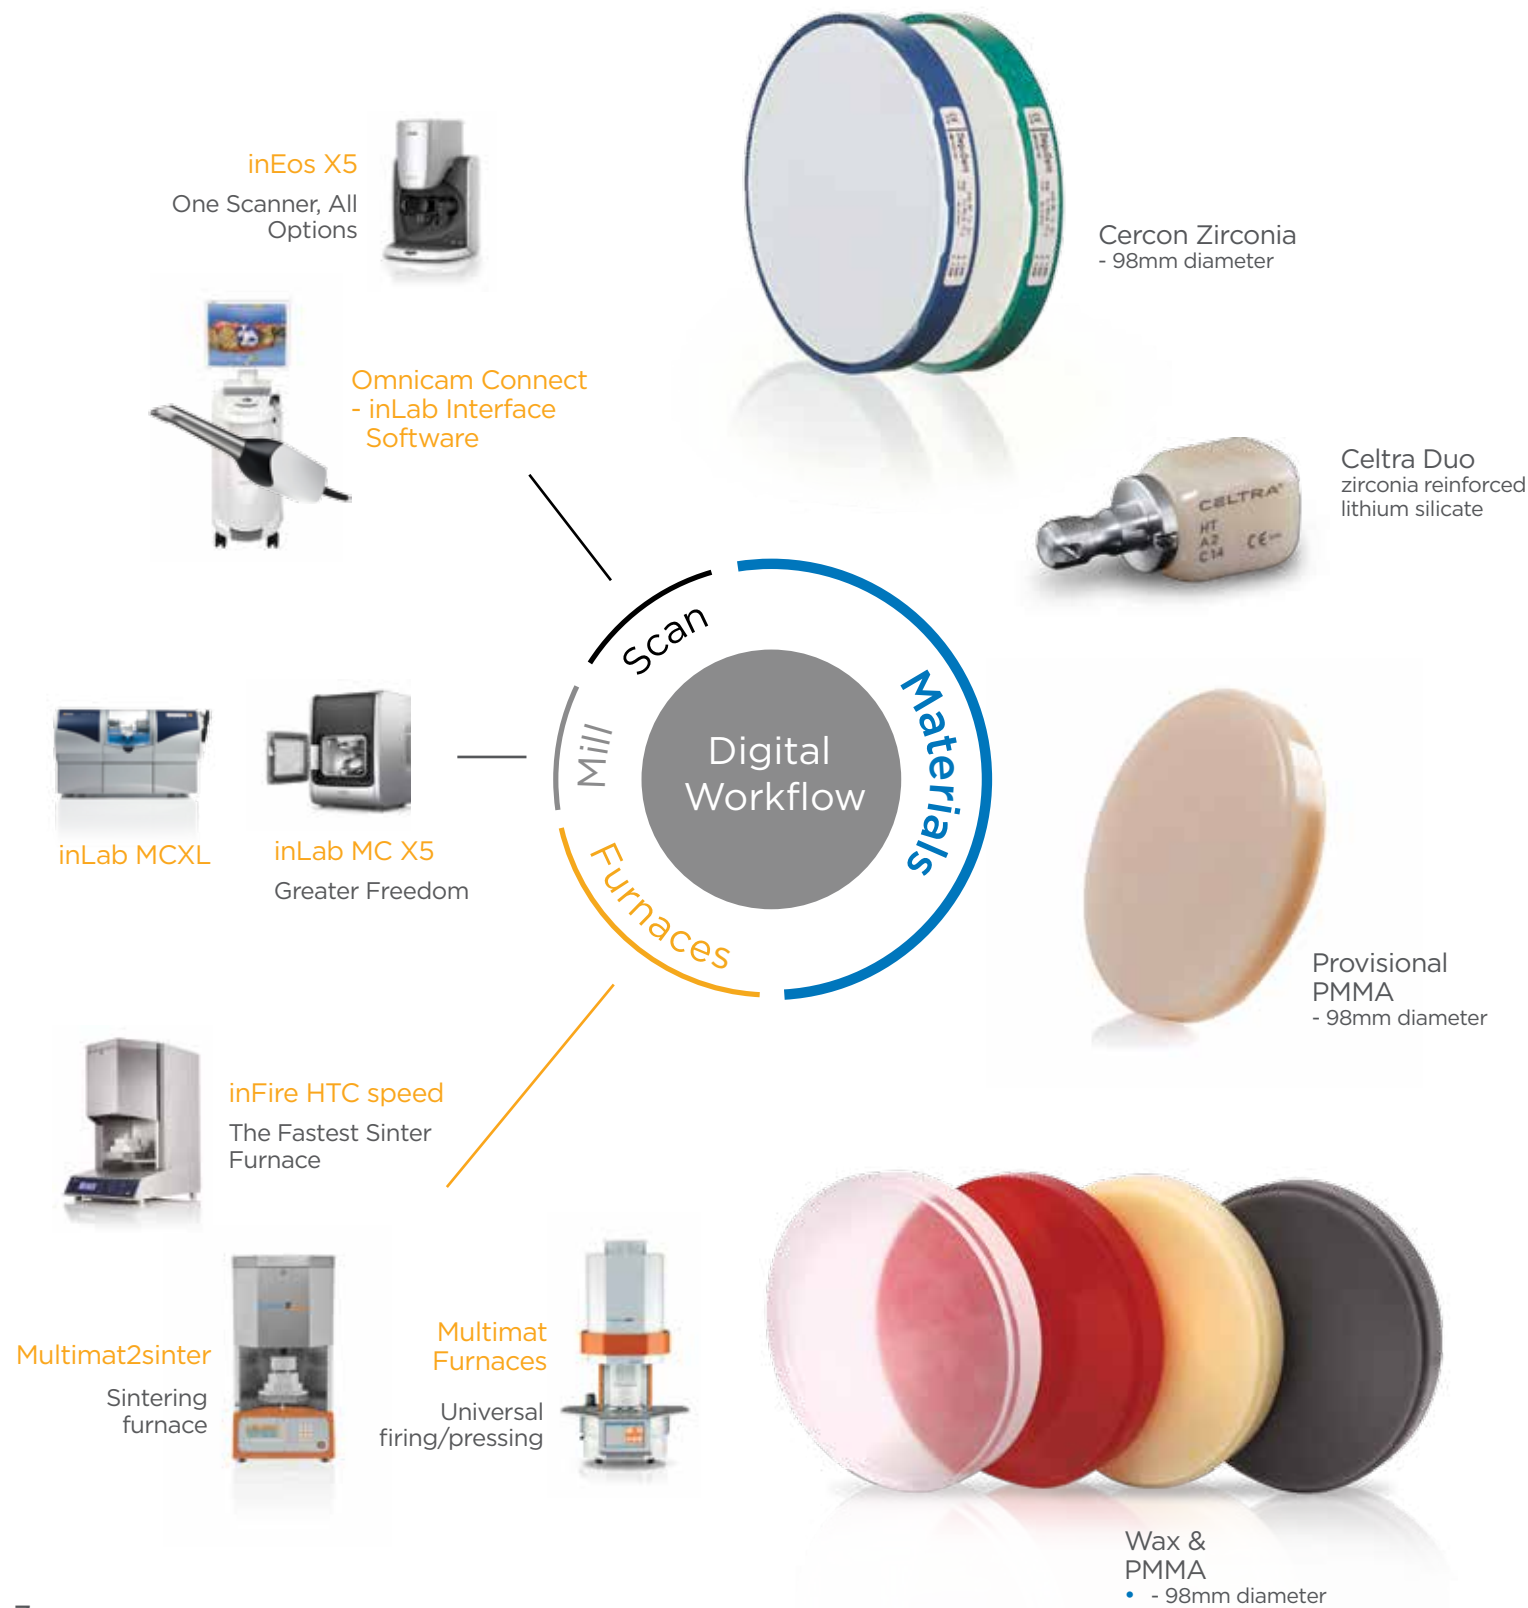 inEos X5
One Scanner, All
Options
Omnicam Connect
- inLab Interface
Software
Cercon Zirconia
- 98mm diameter
CELTRA®
HT
A2
C14
CE
Celtra Duo
zirconia reinforced
lithium silicate
Scan
Materials
Mill
Furnaces
Digital
Workflow
inLab MCXL
inLab MC X5
Greater Freedom
Provisional
PMMA
- 98mm diameter
inFire HTC speed
The Fastest Sinter
Furnace
Multimat2sinter
Sintering
furnace
Multimat
Furnaces
Universal
firing/pressing
Wax &
PMMA
• - 98mm diameter